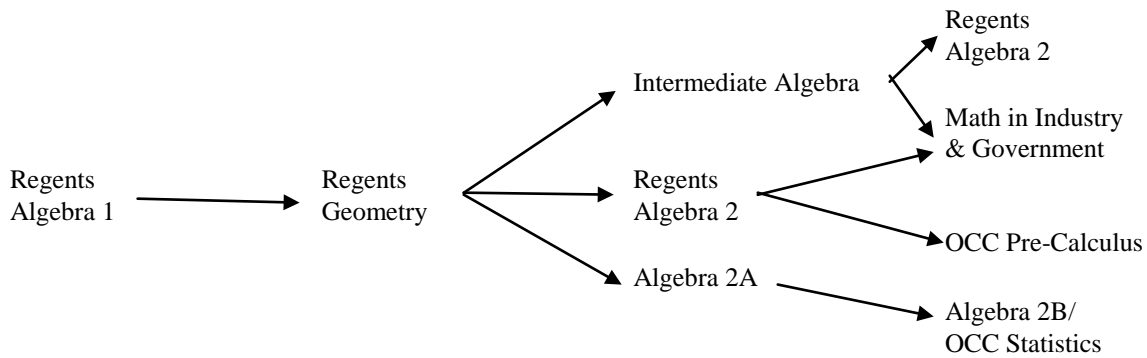 Regents
Algebra 1
Regents
Geometry
Intermediate Algebra
Regents
Algebra 2
Algebra 2A
Regents
Algebra 2
Math in Industry
& Government
OCC Pre-Calculus
Algebra 2B/
OCC Statistics